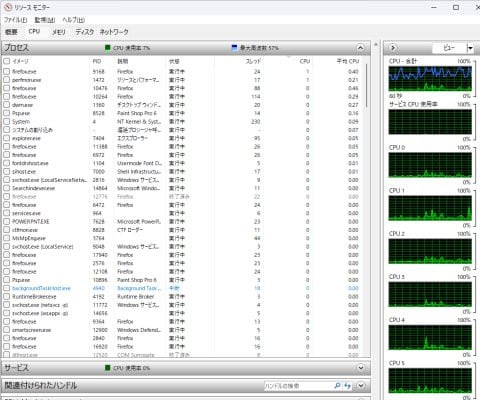 リソース モニター
ファイル(F) 監視(M) ヘルプ(H)
概要 CPU メモリ ディスク ネットワーク
プロセス CPU 使用率 7% 最大周波数 57%
イメージ PID 説明 状態 スレッド CPU 平均 CPU
firefox.exe 9168 Firefox 実行中 24 1 0.40
perfmon.exe 1472 リソースとパフォーマ... 実行中 17 1 0.21
firefox.exe 10476 Firefox 実行中 88 0 0.46
firefox.exe 10264 Firefox 実行中 114 0 0.29
dwm.exe 1360 デスクトップ ウィンド... 実行中 20 0 0.27
Psp.exe 8528 Paint Shop Pro 6 実行中 14 0 0.16
System 4 NT Kernel & System 実行中 230 0 0.09
システムの割り込み - 遅延プロシージャ呼... 実行中 - 0 0.07
explorer.exe 7404 エクスプローラー 実行中 95 0 0.05
firefox.exe 11388 Firefox 実行中 26 0 0.05
firefox.exe 6972 Firefox 実行中 26 0 0.05
fontdrvhost.exe 1104 Usermode Font D... 実行中 5 0 0.01
sihost.exe 7000 Shell Infrastructu... 実行中 17 0 0.01
svchost.exe (LocalServiceNetw... 2816 Windows サービス... 実行中 9 0 0.00
SearchIndexer.exe 14864 Microsoft Window... 実行中 11 0 0.00
firefox.exe 12776 Firefox 終了済み 22 0 0.00
firefox.exe 6472 Firefox 実行中 24 0 0.00
services.exe 964 実行中 6 0 0.00
POWERPNT.EXE 7628 Microsoft PowerP... 実行中 23 0 0.00
ctfmon.exe 8828 CTF ローダー 実行中 11 0 0.00
MsMpEng.exe 5764 実行中 44 0 0.00
svchost.exe (LocalService) 9048 Windows サービス... 実行中 3 0 0.00
firefox.exe 17940 Firefox 実行中 23 0 0.00
firefox.exe 2576 Firefox 実行中 23 0 0.00
firefox.exe 12108 Firefox 実行中 24 0 0.00
Psp.exe 10896 Paint Shop Pro 6 実行中 3 0 0.00
backgroundTaskHost.exe 4940 Background Task ... 中断 18 0 0.00
RuntimeBroker.exe 4192 Runtime Broker 実行中 3 0 0.00
svchost.exe (netsvcs -p) 1712 Windows サービス... 実行中 4 0 0.00
svchost.exe (wsappx -p) 14656 実行中 5 0 0.00
firefox.exe 9364 Firefox 実行中 13 0 0.00
smartscreen.exe 12300 Windows Defend... 実行中 7 0 0.00
firefox.exe 2840 Firefox 実行中 16 0 0.00
firefox.exe 16920 Firefox 実行中 16 0 0.00
dllhost.exe 12520 COM Surrogate 終了済み 8 0 0.00
サービス CPU 使用率 0%
関連付けられたハンドル ハンドルの検索
ビュー
CPU - 合計 100%
60 秒 0%
サービス CPU 使用率 100%
0%
CPU 0 100%
0%
CPU 1 100%
0%
CPU 2 100%
0%
CPU 3 100%
0%
CPU 4 100%
0%
CPU 5 100%
0%